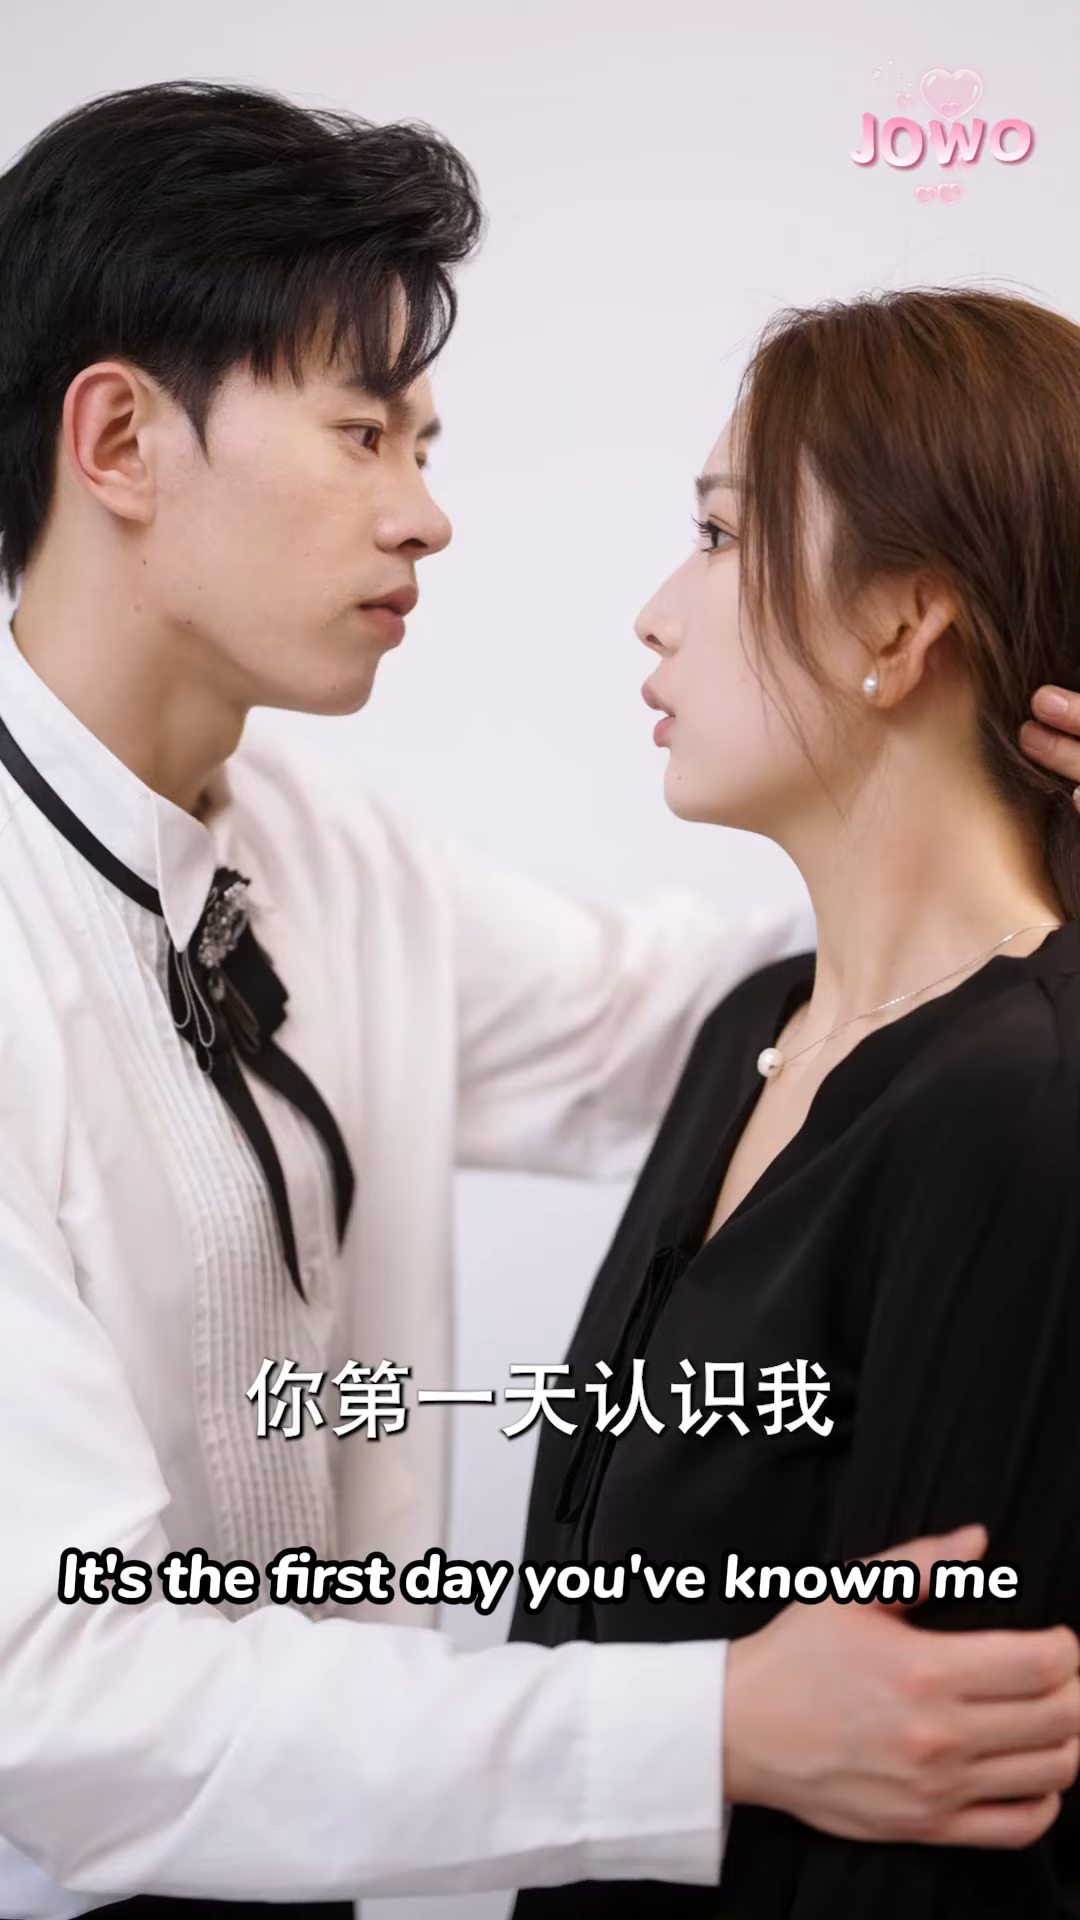 JOWO
你第一天认识我
It's the first day you've known me